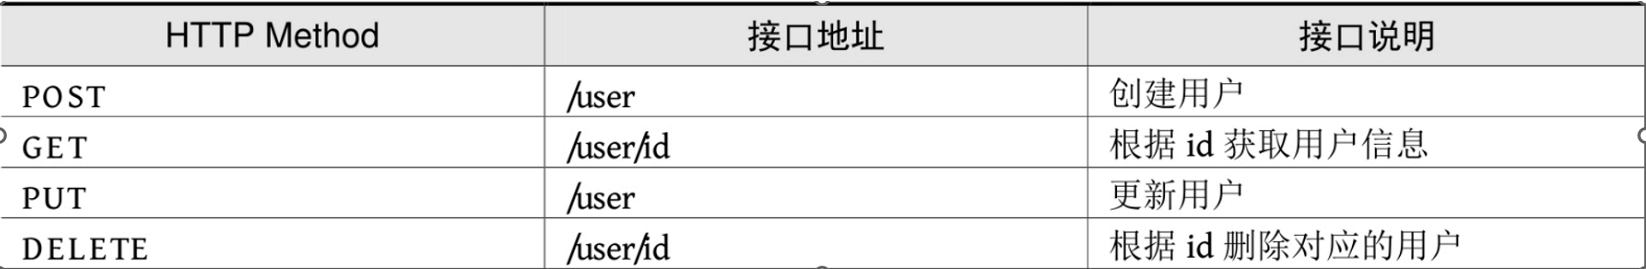 HTTP Method 接口地址 接口说明
POST /user 创建用户
GET /user/id 根据 id 获取用户信息
PUT /user 更新用户
DELETE /user/id 根据 id 删除对应的用户